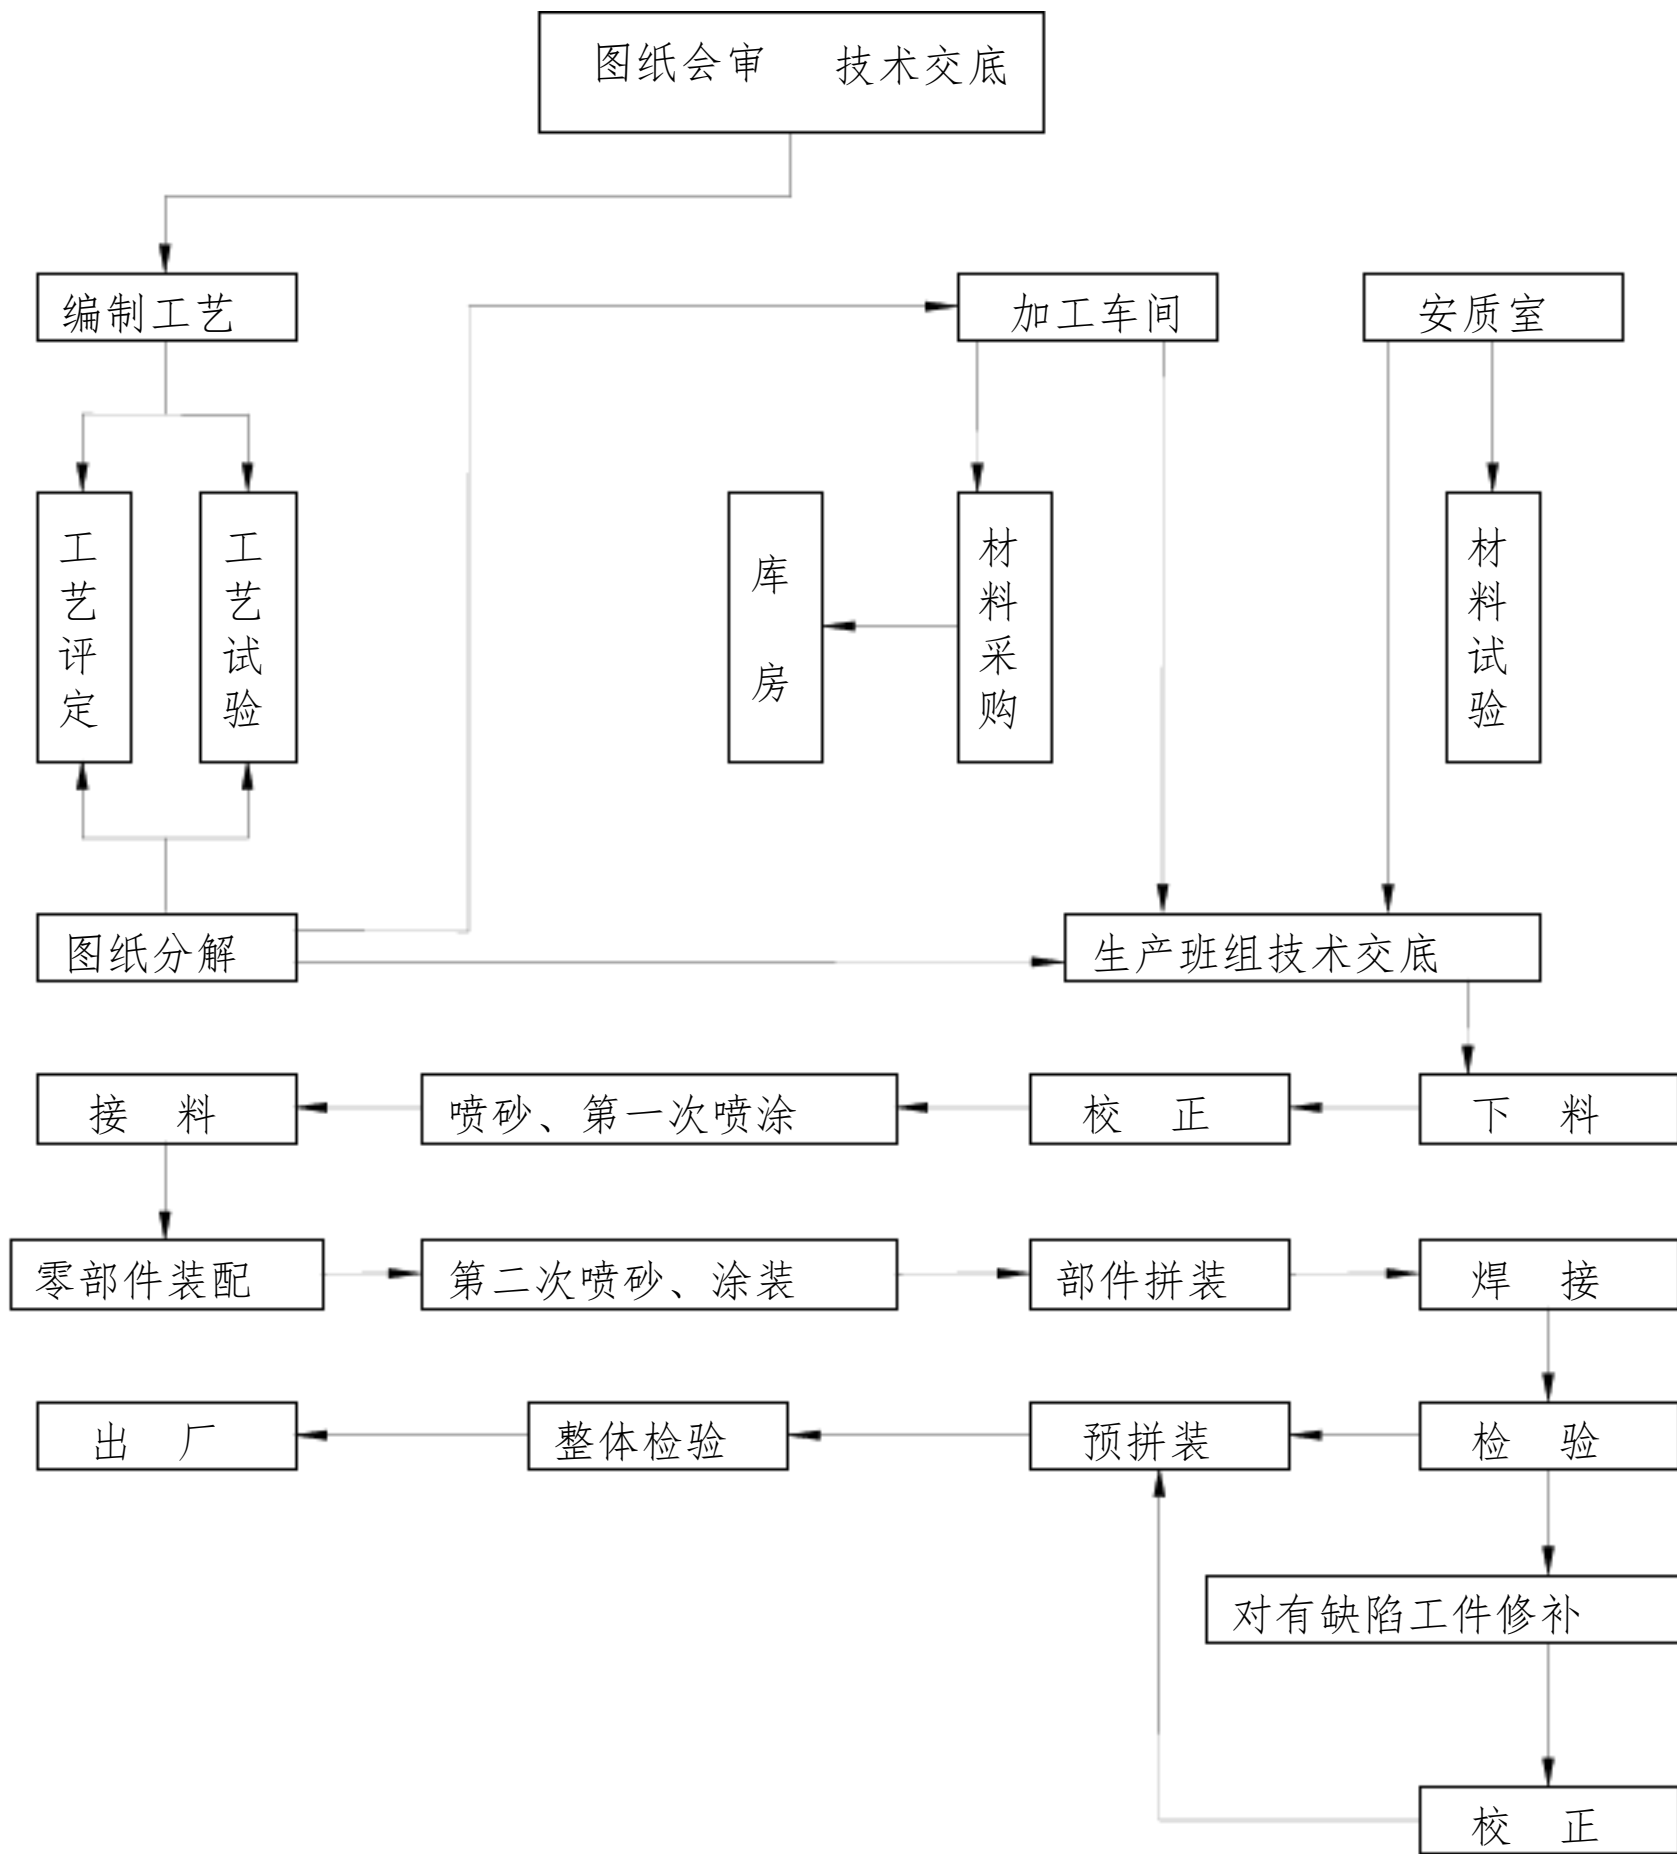 图纸会审 技术交底
编制工艺
加工车间
安质室
工艺评定
工艺试验
库房
材料采购
材料试验
图纸分解
生产班组技术交底
接 料
喷砂、第一次喷涂
校 正
下 料
零部件装配
第二次喷砂、涂装
部件拼装
焊 接
出 厂
整体检验
预拼装
检 验
对有缺陷工件修补
校 正